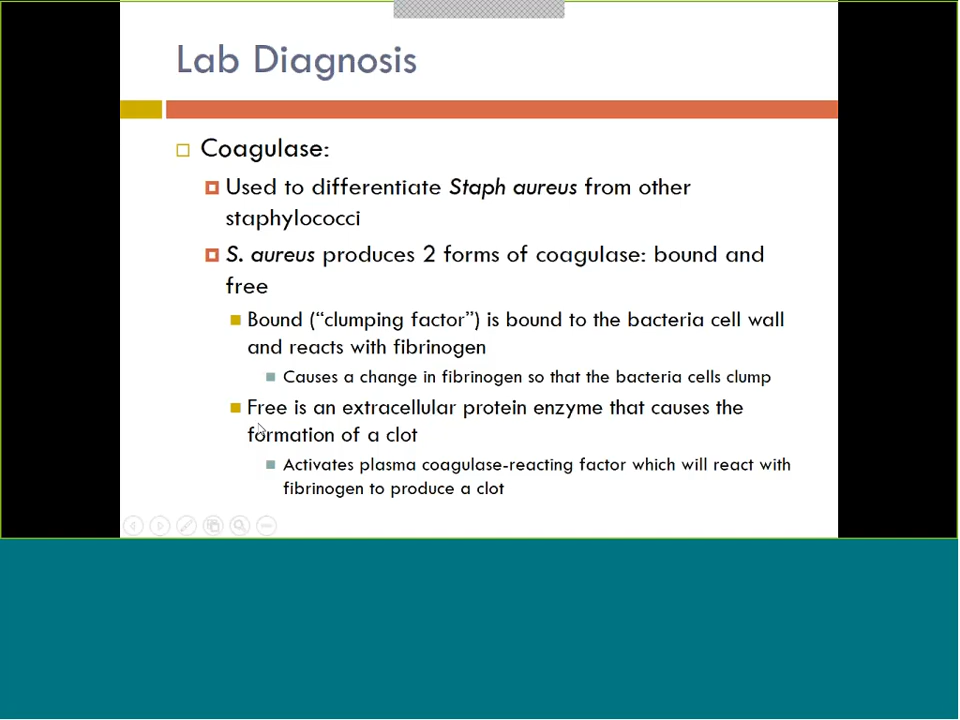 Lab Diagnosis
Coagulase:
Used to differentiate Staph aureus from other
staphylococci
S. aureus produces 2 forms of coagulase: bound and
free
Bound (“clumping factor”) is bound to the bacteria cell wall
and reacts with fibrinogen
Causes a change in fibrinogen so that the bacteria cells clump
Free is an extracellular protein enzyme that causes the
formation of a clot
Activates plasma coagulase-reacting factor which will react with
fibrinogen to produce a clot